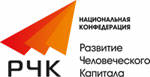 НАЦИОНАЛЬНАЯ
КОНФЕДЕРАЦИЯ
Развитие
Человеческого
Капитала
РЧК